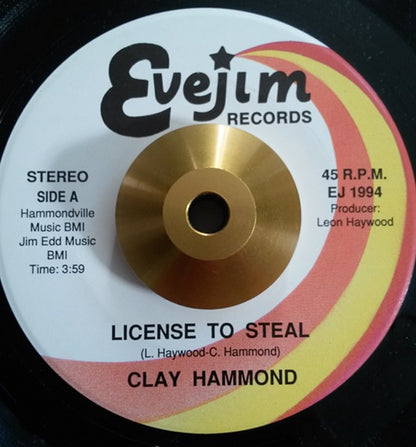 Evejim
RECORDS
STEREO
SIDE A
Hammondville
Music BMI
Jim Edd Music
BMI
Time: 3:59
45 R.P.M.
EJ 1994
Producer:
Leon Haywood
LICENSE TO STEAL
(L. Haywood-C. Hammond)
CLAY HAMMOND